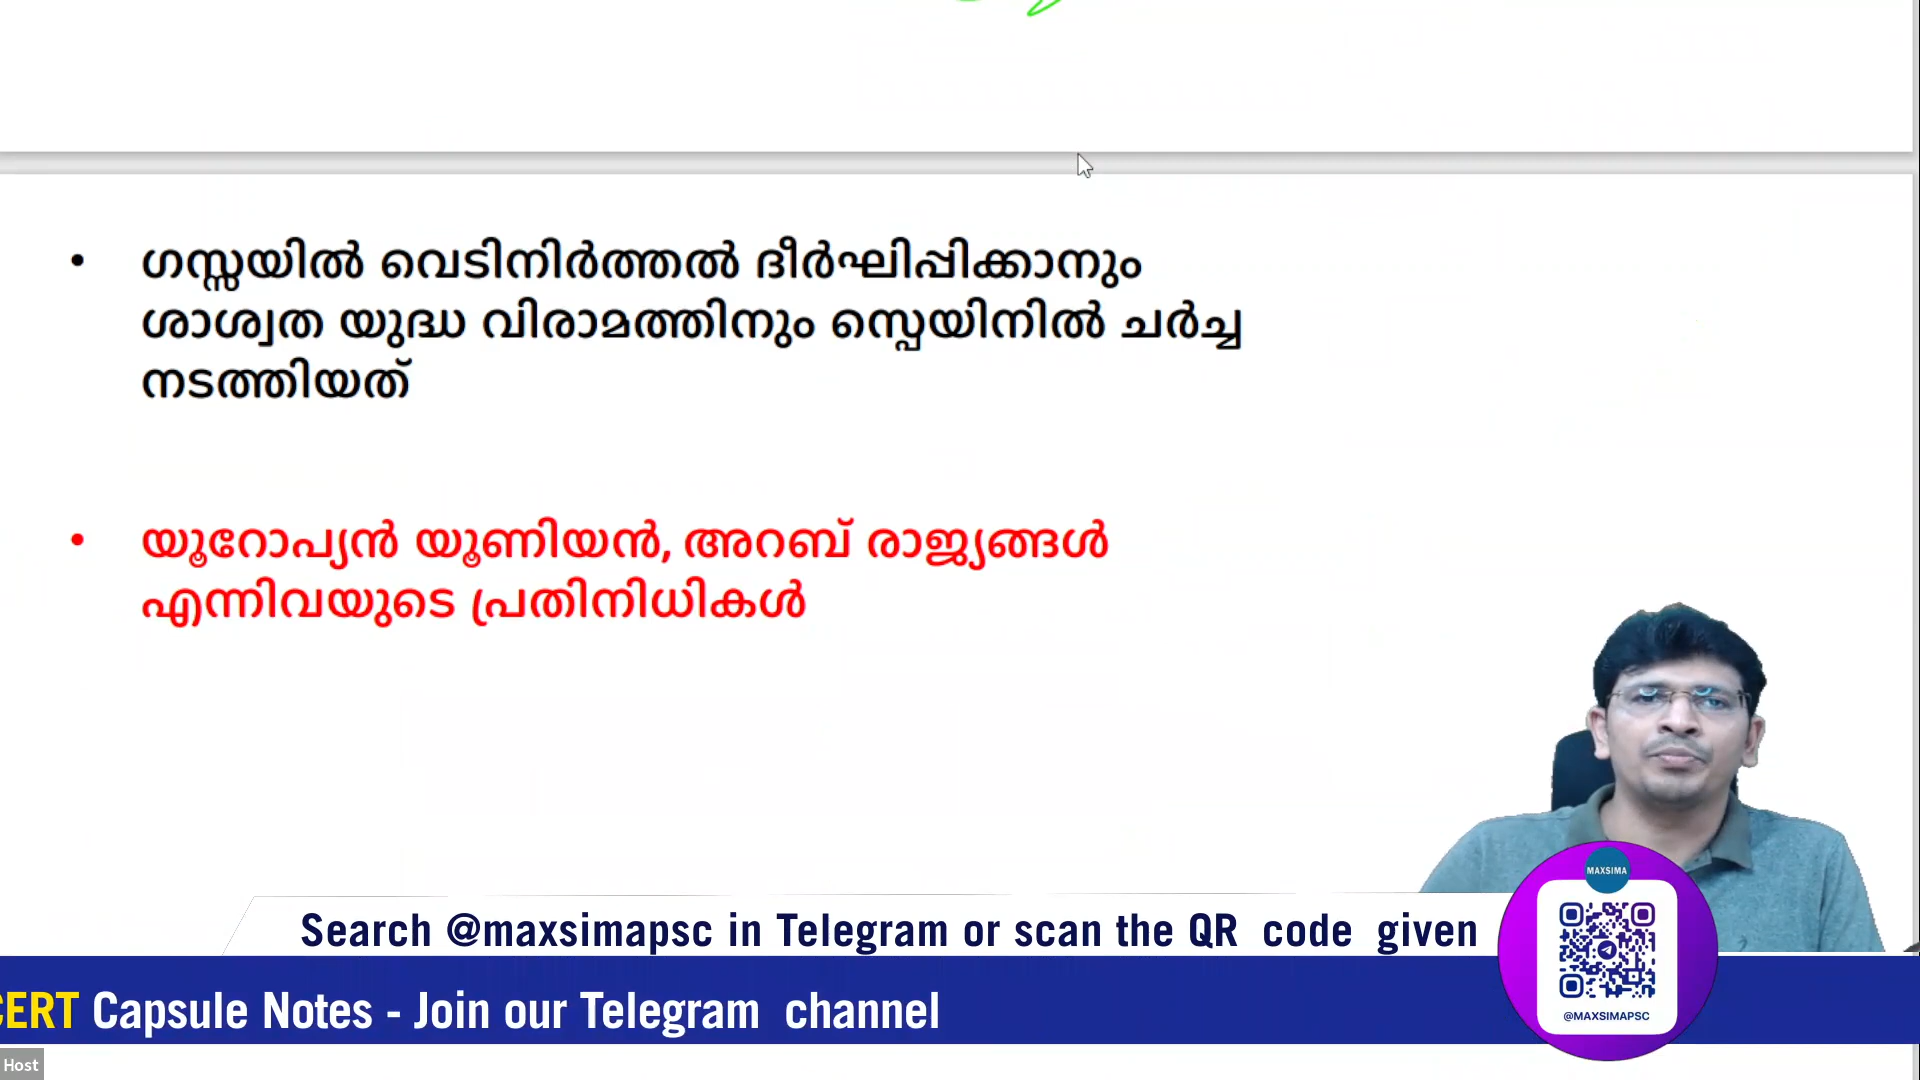 • ഗസ്സയിൽ വെടിനിർത്തൽ ദീർഘിപ്പിക്കാനും
ശാശ്വത യുദ്ധ വിരാമത്തിനും സ്പെയിനിൽ ചർച്ച
നടത്തിയത്
• യൂറോപ്യൻ യൂണിയൻ, അറബ് രാജ്യങ്ങൾ
എന്നിവയുടെ പ്രതിനിധികൾ
MAXSIMA
Search @maxsimapsc in Telegram or scan the QR code given
CERT Capsule Notes - Join our Telegram channel
@MAXSIMAPSC
Host